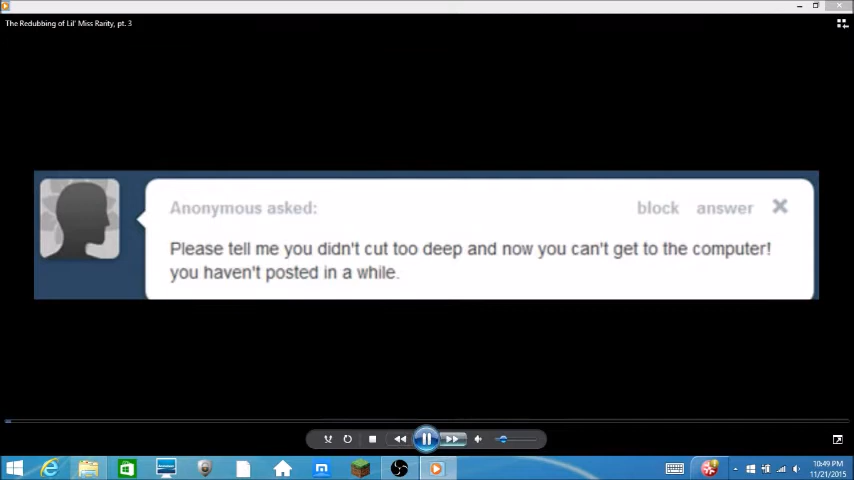 The Redubbing of Lil' Miss Rarity, pt. 3
Anonymous asked:
block answer
Please tell me you didn't cut too deep and now you can't get to the computer!
you haven't posted in a while.
10:49 PM
11/21/2015